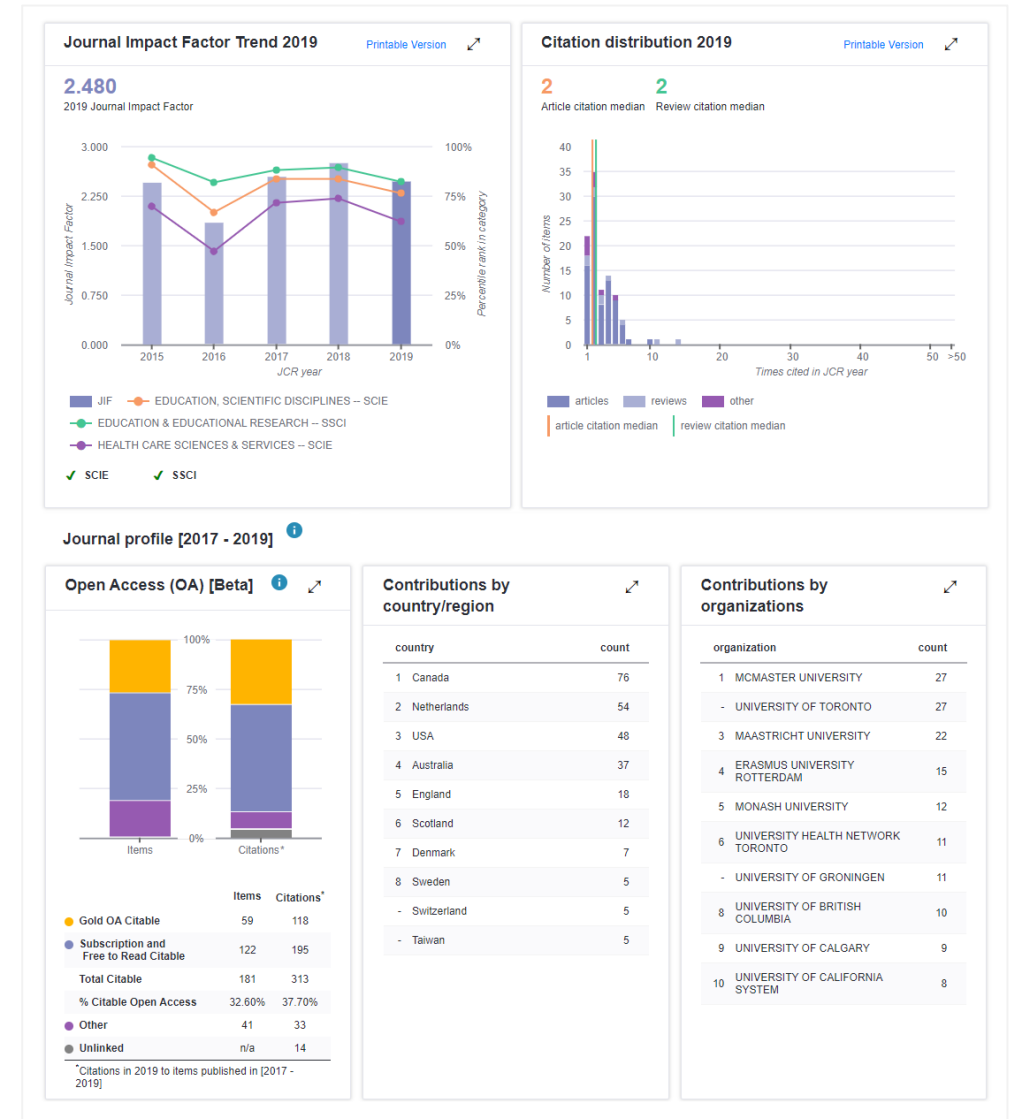 Journal Impact Factor Trend 2019
Printable Version
2.480
2019 Journal Impact Factor
3.000
2.250
1.500
0.750
0.000
Journal Impact Factor
100%
75%
50%
25%
0%
Percentile rank in category
2015 2016 2017 2018 2019
JCR year
JIF EDUCATION, SCIENTIFIC DISCIPLINES -- SCIE
EDUCATION & EDUCATIONAL RESEARCH -- SSCI
HEALTH CARE SCIENCES & SERVICES -- SCIE
✔ SCIE ✔ SSCI
Citation distribution 2019
Printable Version
2 2
Article citation median Review citation median
40
35
30
25
20
15
10
5
0
Number of items
1 10 20 30 40 50 >50
Times cited in JCR year
articles reviews other
article citation median review citation median
Journal profile [2017 - 2019] i
Open Access (OA) [Beta] i
100%
75%
50%
25%
0%
Items Citations*
Items Citations*
Gold OA Citable 59 118
Subscription and
Free to Read Citable 122 195
Total Citable 181 313
% Citable Open Access 32.60% 37.70%
Other 41 33
Unlinked n/a 14
*Citations in 2019 to items published in [2017 -
2019]
Contributions by
country/region
country count
1 Canada 76
2 Netherlands 54
3 USA 48
4 Australia 37
5 England 18
6 Scotland 12
7 Denmark 7
8 Sweden 5
- Switzerland 5
- Taiwan 5
Contributions by
organizations
organization count
1 MCMASTER UNIVERSITY 27
- UNIVERSITY OF TORONTO 27
3 MAASTRICHT UNIVERSITY 22
4 ERASMUS UNIVERSITY
ROTTERDAM 15
5 MONASH UNIVERSITY 12
6 UNIVERSITY HEALTH NETWORK
TORONTO 11
- UNIVERSITY OF GRONINGEN 11
8 UNIVERSITY OF BRITISH
COLUMBIA 10
9 UNIVERSITY OF CALGARY 9
10 UNIVERSITY OF CALIFORNIA
SYSTEM 8